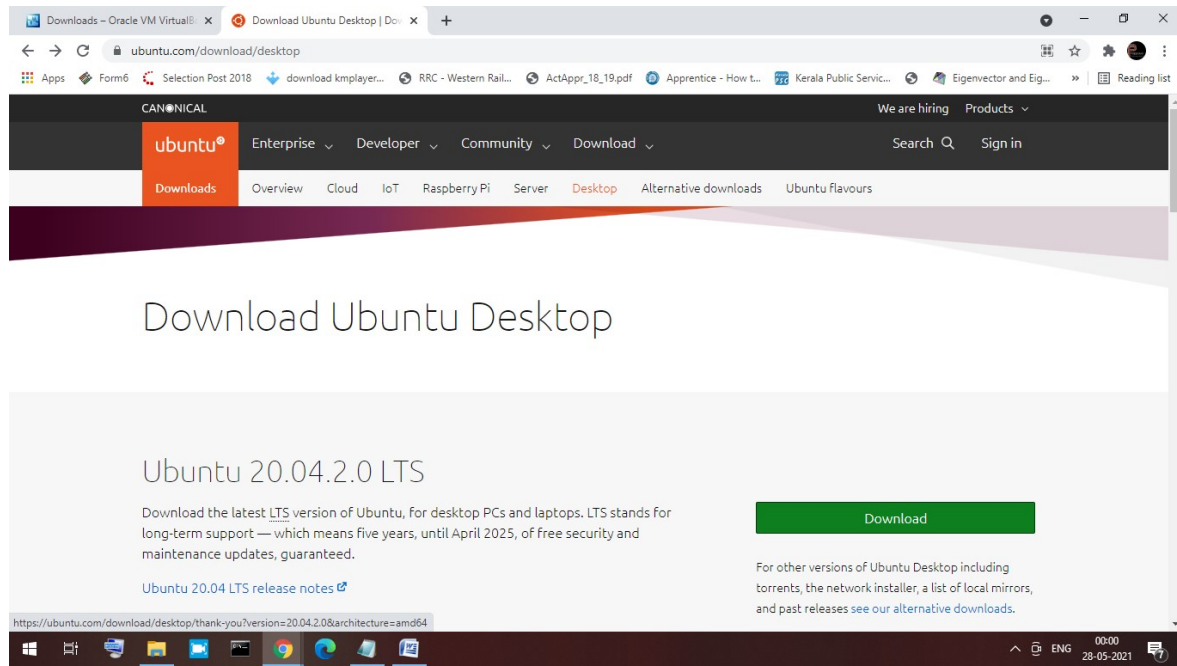 Downloads – Oracle VM VirtualB
Download Ubuntu Desktop | Dow
ubuntu.com/download/desktop
Apps Form6 Selection Post 2018 download kmplayer... RRC - Western Rail... ActAppr_18_19.pdf Apprentice - How t... Kerala Public Servic... Eigenvector and Eig... » Reading list
CANONICAL We are hiring Products
ubuntu Enterprise Developer Community Download Search Sign in
Downloads Overview Cloud IoT Raspberry Pi Server Desktop Alternative downloads Ubuntu flavours
Download Ubuntu Desktop
Ubuntu 20.04.2.0 LTS
Download the latest LTS version of Ubuntu, for desktop PCs and laptops. LTS stands for
long-term support — which means five years, until April 2025, of free security and
maintenance updates, guaranteed.
Ubuntu 20.04 LTS release notes
Download
For other versions of Ubuntu Desktop including
torrents, the network installer, a list of local mirrors,
and past releases see our alternative downloads.
https://ubuntu.com/download/desktop/thank-you?version=20.04.2.0&architecture=amd64
ENG
00:00
28-05-2021
7